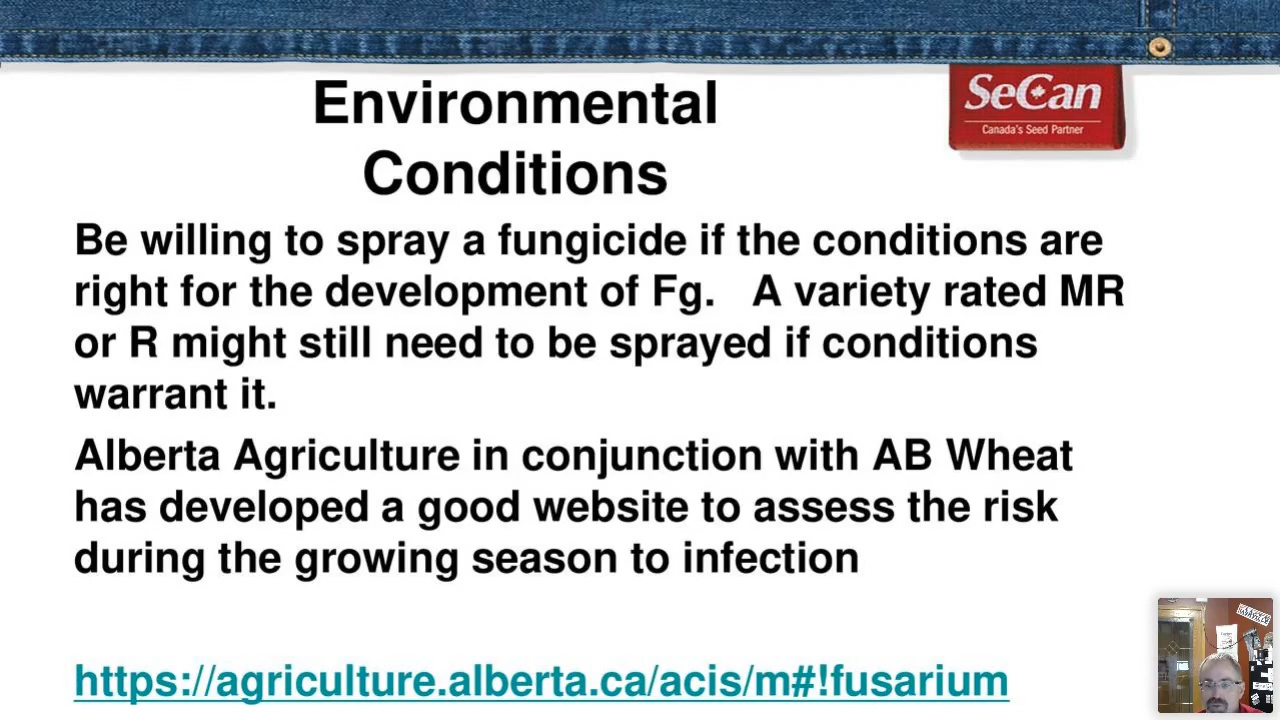 Environmental
Conditions
SeCan
Canada's Seed Partner
Be willing to spray a fungicide if the conditions are
right for the development of Fg. A variety rated MR
or R might still need to be sprayed if conditions
warrant it.
Alberta Agriculture in conjunction with AB Wheat
has developed a good website to assess the risk
during the growing season to infection
https://agriculture.alberta.ca/acis/m#!fusarium